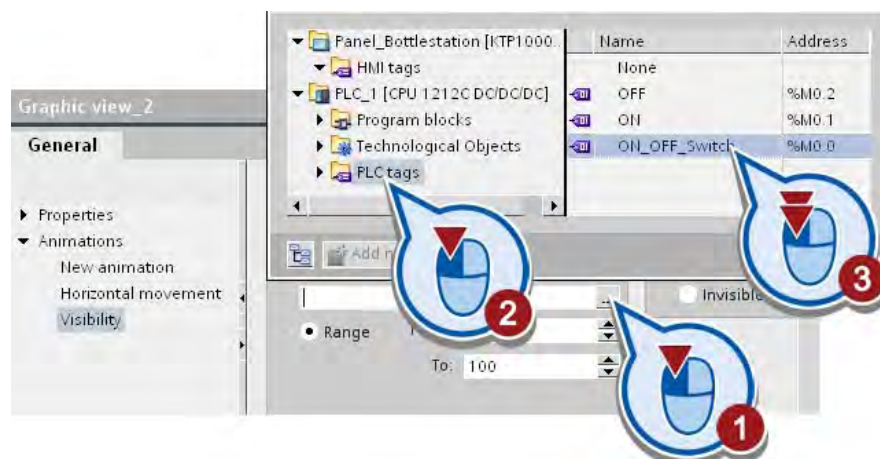 Panel_Bottlestation [KTP1000..
HMI tags
PLC_1 [CPU 1212C DC/DC/DC]
Program blocks
Technological Objects
PLC tags
Name Address
None
OFF %M0.2
ON %M0.1
ON_OFF_Switch %M0.0
Graphic view_2
General
Properties
Animations
New animation
Horizontal movement
Visibility
Add
...
Invisible
Range
To: 100
2
3
1